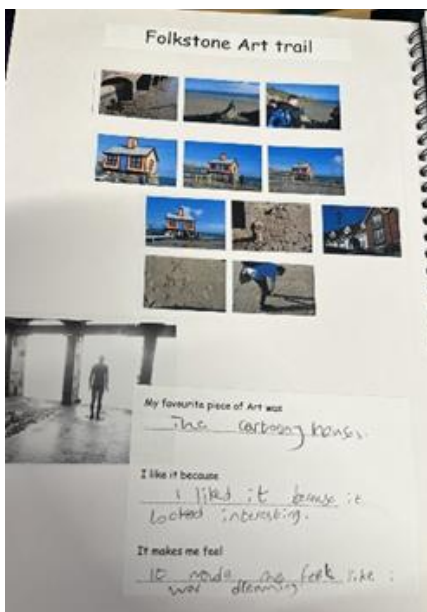 Folkstone Art trail
My favourite piece of Art was
The cartoony house.
I like it because
I liked it because it
looked interesting.
It makes me feel
It made me feel like i
was dreaming